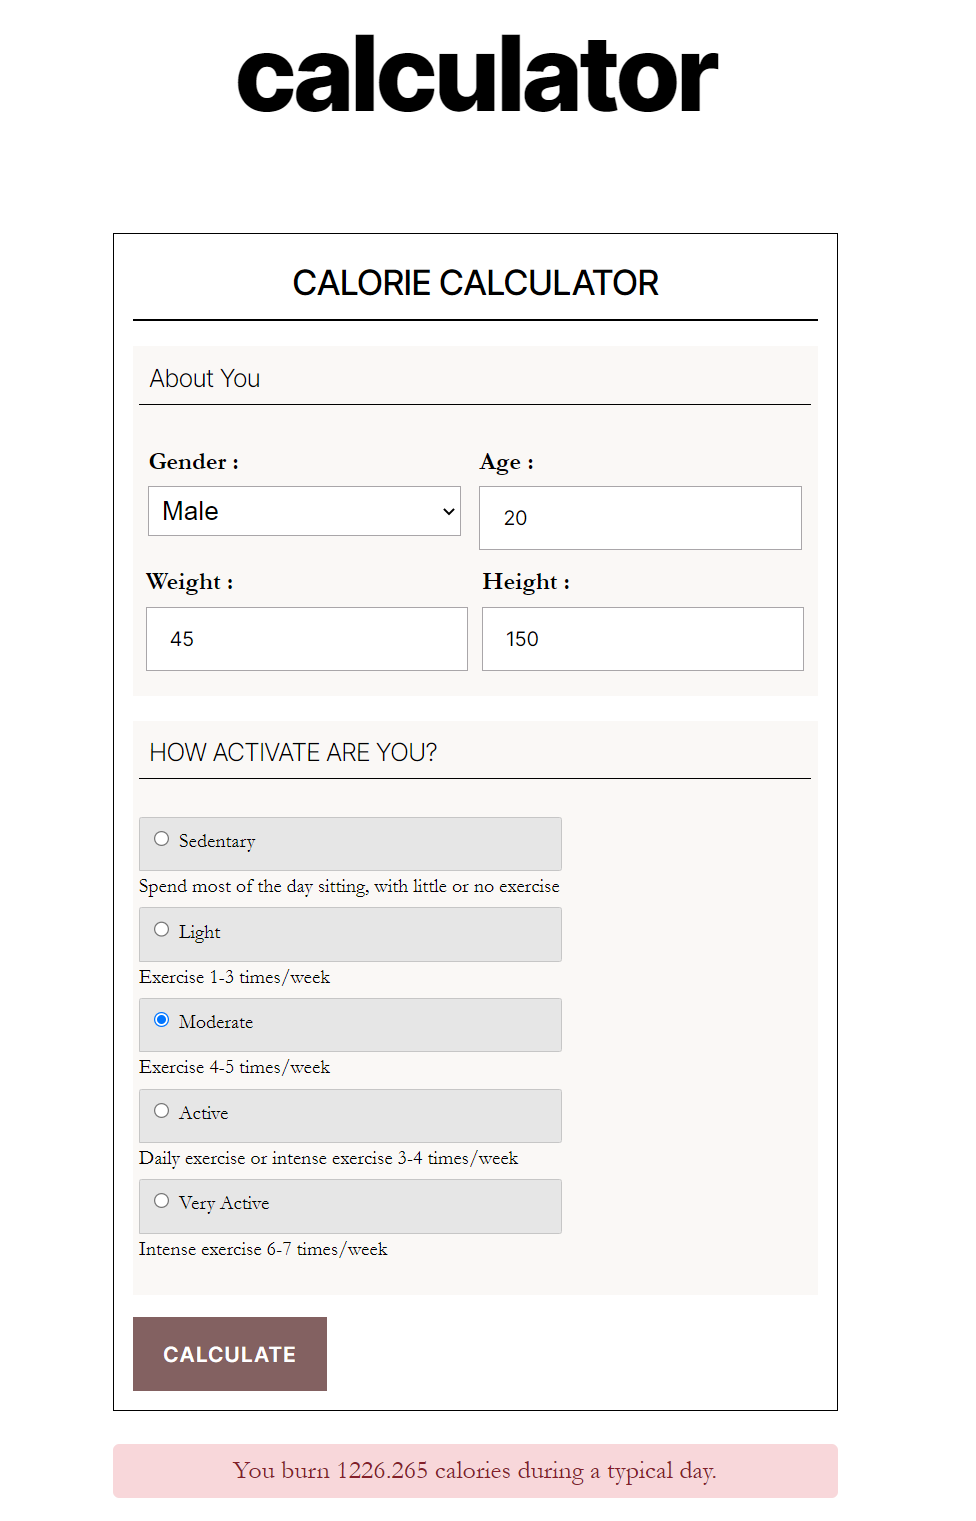 calculator
CALORIE CALCULATOR
About You
Gender :
Age :
Male
20
Weight :
Height :
45
150
HOW ACTIVATE ARE YOU?
Sedentary
Spend most of the day sitting, with little or no exercise
Light
Exercise 1-3 times/week
Moderate
Exercise 4-5 times/week
Active
Daily exercise or intense exercise 3-4 times/week
Very Active
Intense exercise 6-7 times/week
CALCULATE
You burn 1226.265 calories during a typical day.